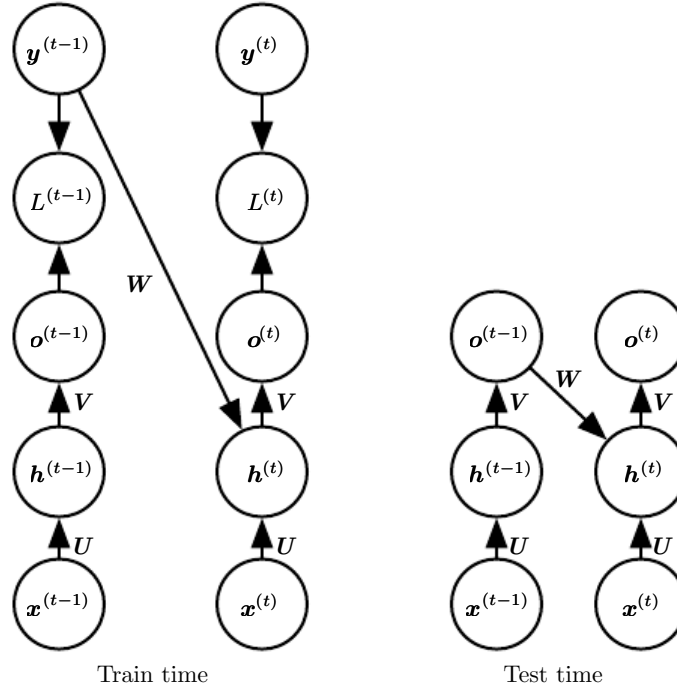 y^(t−1) y^(t)
L^(t−1) L^(t)
W
o^(t−1) o^(t) o^(t−1) o^(t)
W
V V V V
h^(t−1) h^(t) h^(t−1) h^(t)
U U U U
x^(t−1) x^(t) x^(t−1) x^(t)
Train time Test time